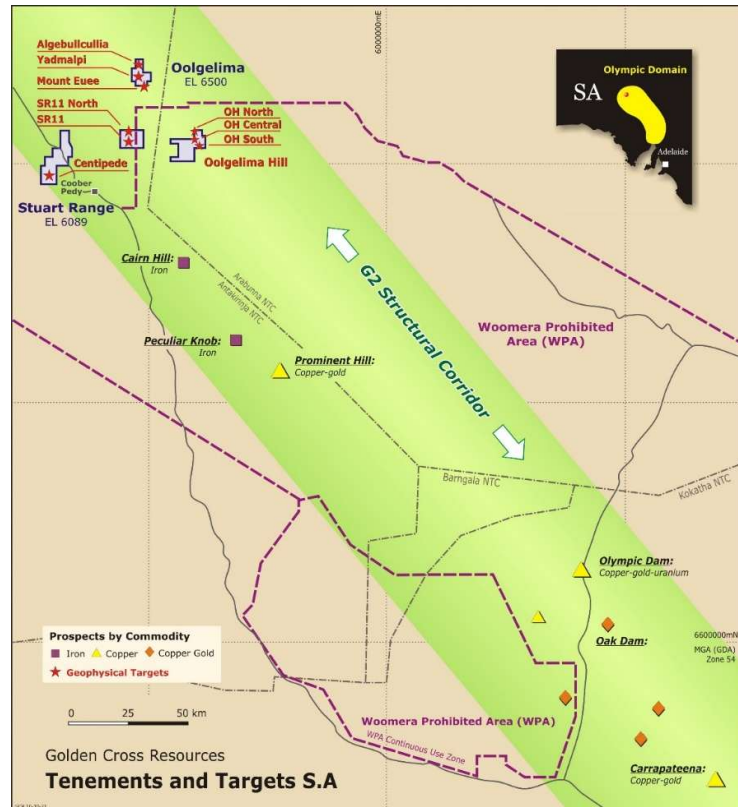 Algebullcullia
Yadmalpi
Mount Euee
Oolgelima
EL 6500
SR11 North
SR11
OH North
OH Central
OH South
Oolgelima Hill
Centipede
Coober
Pedy
Stuart Range
EL 6089
6000000mE
Olympic Domain
SA
Adelaide
Cairn Hill:
Iron
Arabunna NTC
Antakirinja NTC
G2 Structural Corridor
Peculiar Knob:
Iron
Prominent Hill:
Copper-gold
Woomera Prohibited
Area (WPA)
Barngala NTC
Kokatha NTC
Olympic Dam:
Copper-gold-uranium
Oak Dam:
6600000mN
MGA (GDA)
Zone 54
Prospects by Commodity
Iron Copper Copper Gold
Geophysical Targets
0 25 50 km
Woomera Prohibited Area (WPA)
WPA Continuous Use Zone
Golden Cross Resources
Tenements and Targets S.A
Carrapateena:
Copper-gold